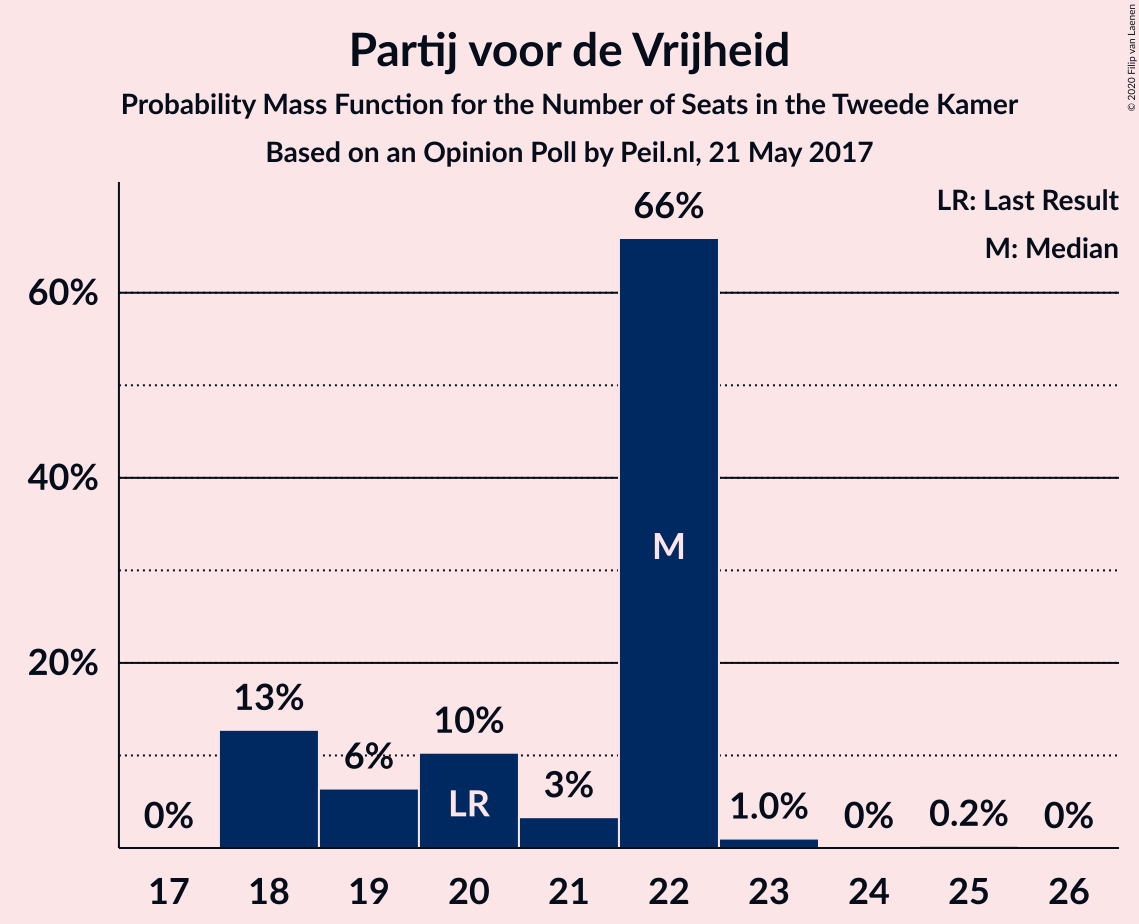 Partij voor de Vrijheid
Probability Mass Function for the Number of Seats in the Tweede Kamer
Based on an Opinion Poll by Peil.nl, 21 May 2017
© 2020 Filip van Laenen
LR: Last Result
M: Median
60%
40%
20%
0%
13%
6%
10%
3%
66%
1.0%
0%
0.2%
0%
LR
M
17 18 19 20 21 22 23 24 25 26